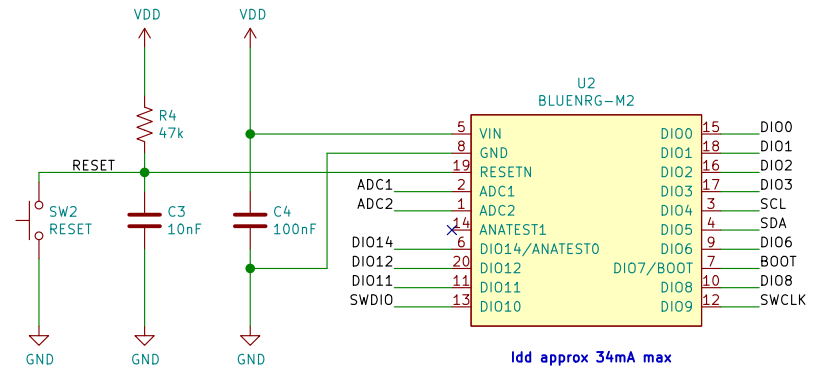 VDD
VDD
U2
BLUENRG-M2
R4
47k
RESET
SW2
RESET
C3
10nF
C4
100nF
GND
GND
GND
5 VIN
8 GND
19 RESETN
ADC1 2 ADC1
ADC2 1 ADC2
14 ANATEST1
DIO14 6 DIO14/ANATEST0
DIO12 20 DIO12
DIO11 11 DIO11
SWDIO 13 DIO10
DIO0 15 DIO0
DIO1 18 DIO1
DIO2 16 DIO2
DIO3 17 DIO3
DIO4 3 SCL
DIO5 4 SDA
DIO6 9 DIO6
DIO7/BOOT 7 BOOT
DIO8 10 DIO8
DIO9 12 SWCLK
Idd approx 34mA max